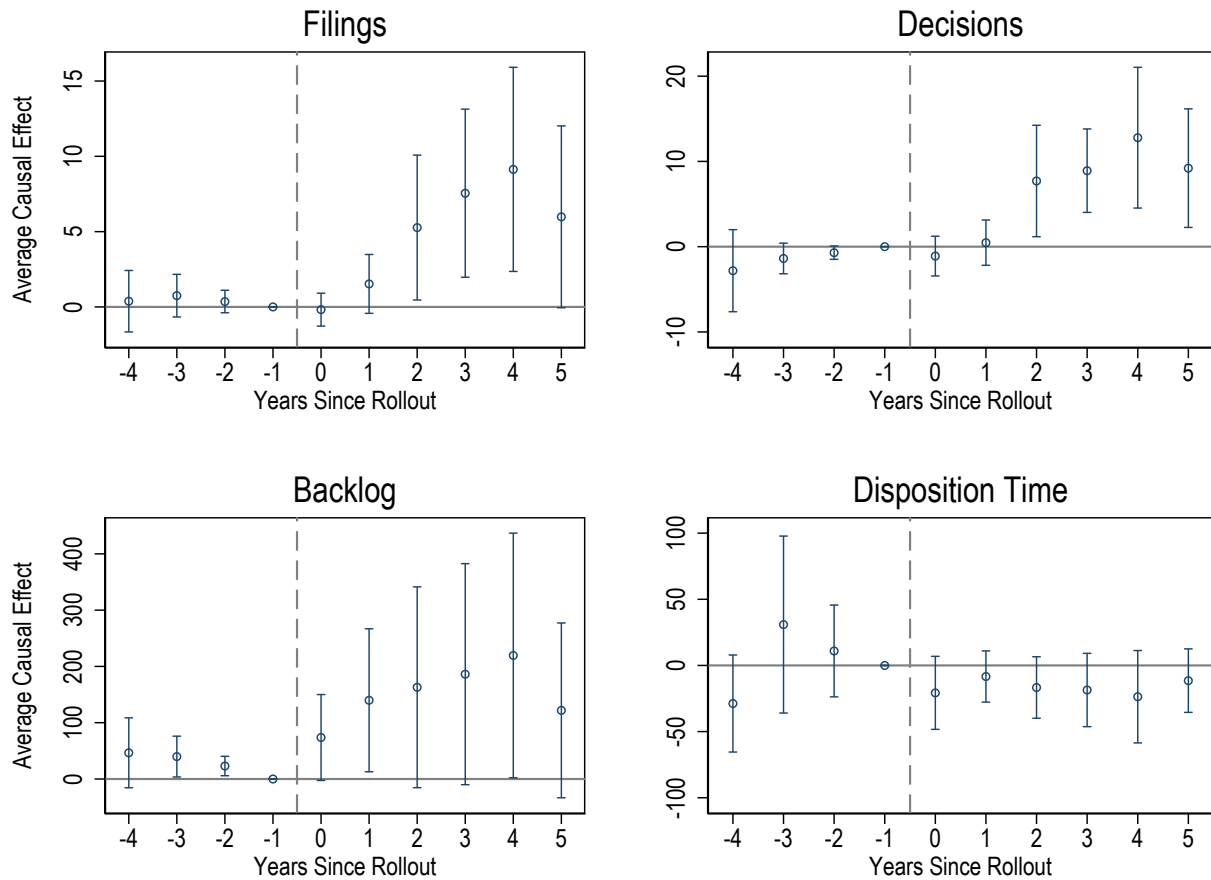 Filings
Average Causal Effect
15
10
5
0
-4 -3 -2 -1 0 1 2 3 4 5
Years Since Rollout
Decisions
20
10
0
-10
-4 -3 -2 -1 0 1 2 3 4 5
Years Since Rollout
Backlog
Average Causal Effect
400
300
200
100
0
-4 -3 -2 -1 0 1 2 3 4 5
Years Since Rollout
Disposition Time
100
50
0
-50
-100
-4 -3 -2 -1 0 1 2 3 4 5
Years Since Rollout